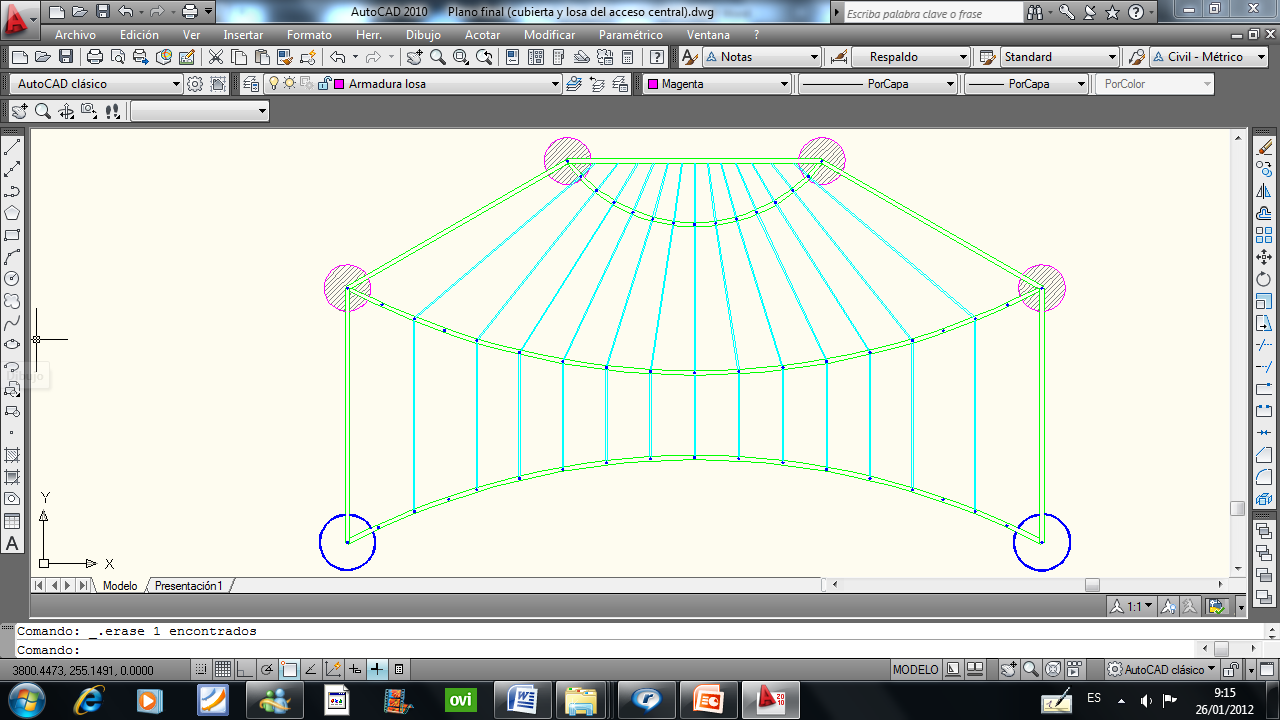 AutoCAD 2010 Plano final (cubierta y losa del acceso central).dwg
Escriba palabra clave o frase
Archivo Edición Ver Insertar Formato Herr. Dibujo Acotar Modificar Paramétrico Ventana ?
Notas Respaldo Standard Civil - Métrico
AutoCAD clásico Armadura losa Magenta PorCapa PorCapa PorColor
A
Y
X
Modelo Presentación1
1:1
Comando: _.erase 1 encontrados
Comando:
3800.4473, 255.1491, 0.0000 MODELO AutoCAD clásico
ovi ES 9:15
26/01/2012